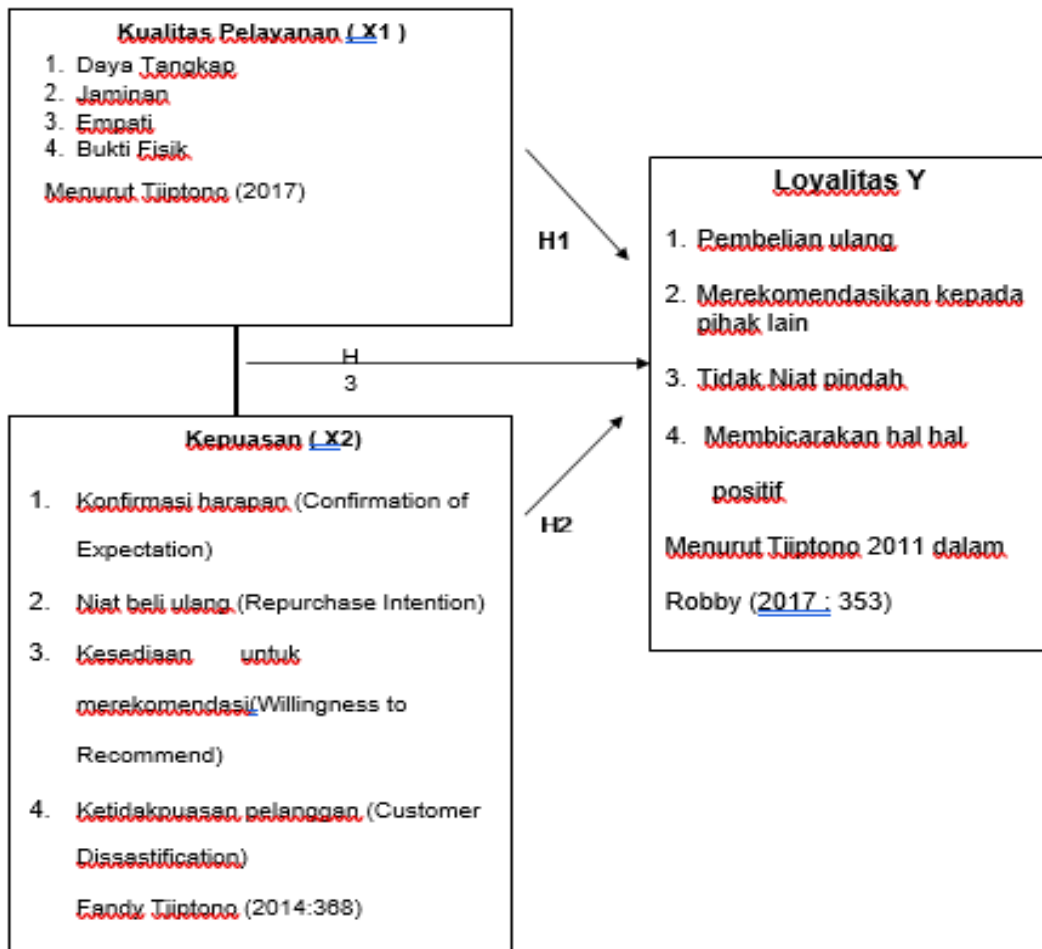 Kualitas Pelayanan ( X1 )
1. Daya Tangkap
2. Jaminan
3. Empati
4. Bukti Fisik
Menurut Tjiptono (2017)
H1
Loyalitas Y
1. Pembelian ulang
2. Merekomendasikan kepada
pihak lain
3. Tidak Niat pindah
4. Membicarakan hal hal
positif
Menurut Tjiptono 2011 dalam
Robby (2017 : 353)
H
3
Kepuasan ( X2)
1. Konfirmasi harapan (Confirmation of
Expectation)
2. Niat beli ulang (Repurchase Intention)
3. Kesediaan untuk
merekomendasi(Willingness to
Recommend)
4. Ketidakpuasan pelanggan (Customer
Dissastification)
Fandy Tjiptono (2014:368)
H2